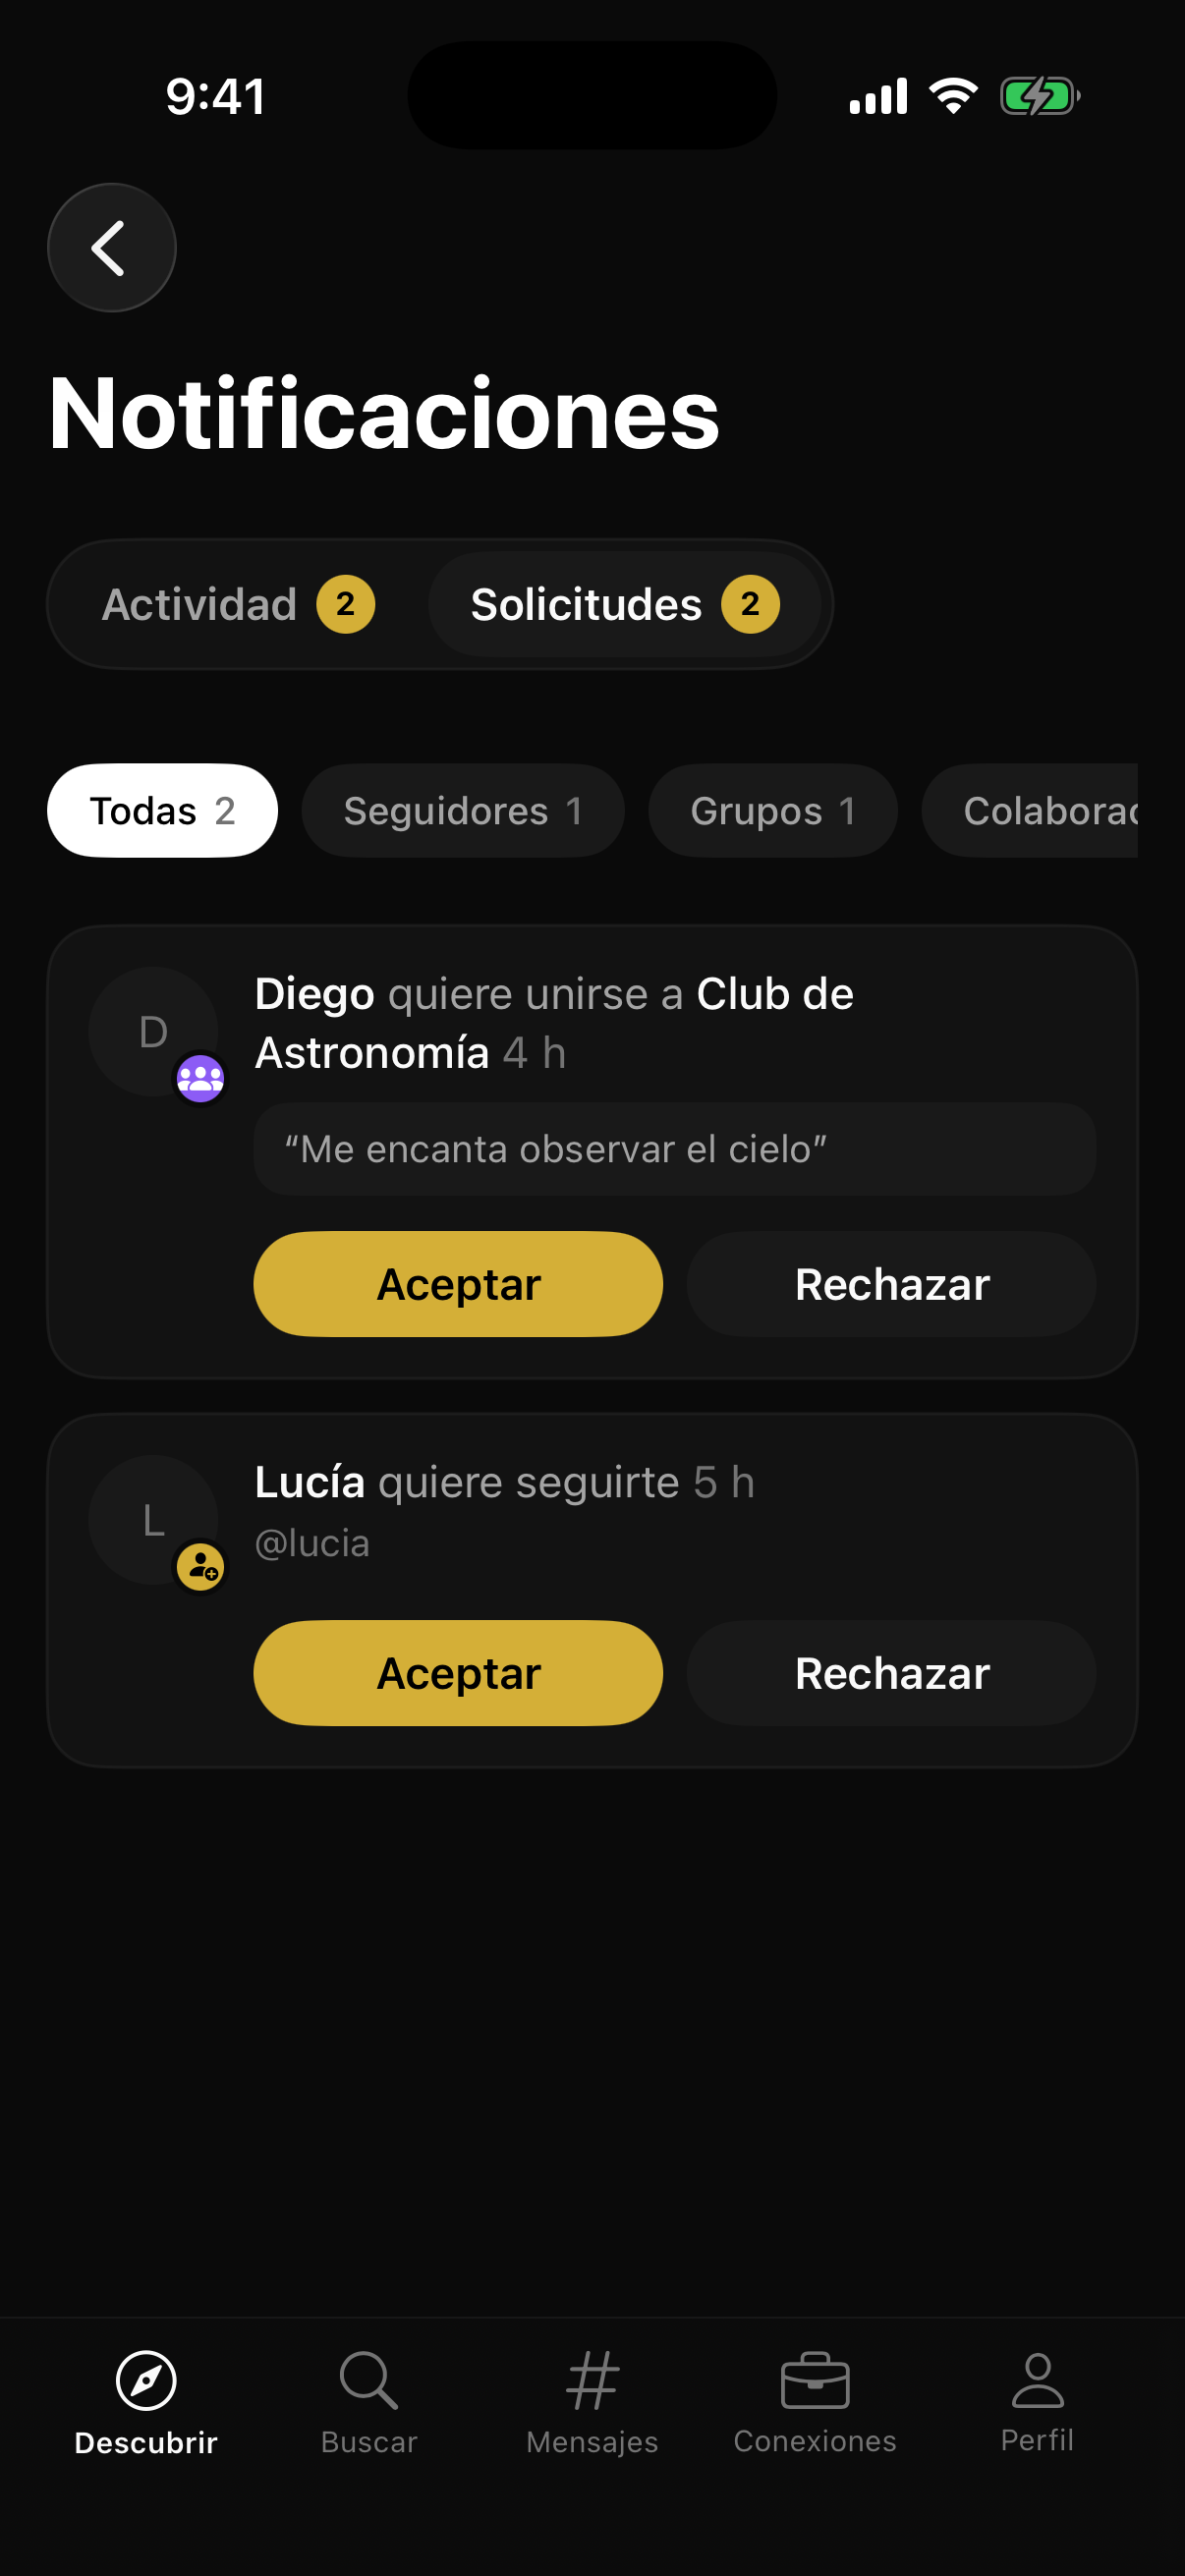 9:41
Notificaciones
Actividad 2 Solicitudes 2
Todas 2 Seguidores 1 Grupos 1
D
Diego quiere unirse a Club de
Astronomía 4 h
“Me encanta observar el cielo”
Aceptar Rechazar
L
Lucía quiere seguirte 5 h
@lucia
Aceptar Rechazar
Descubrir Buscar Mensajes Conexiones Perfil